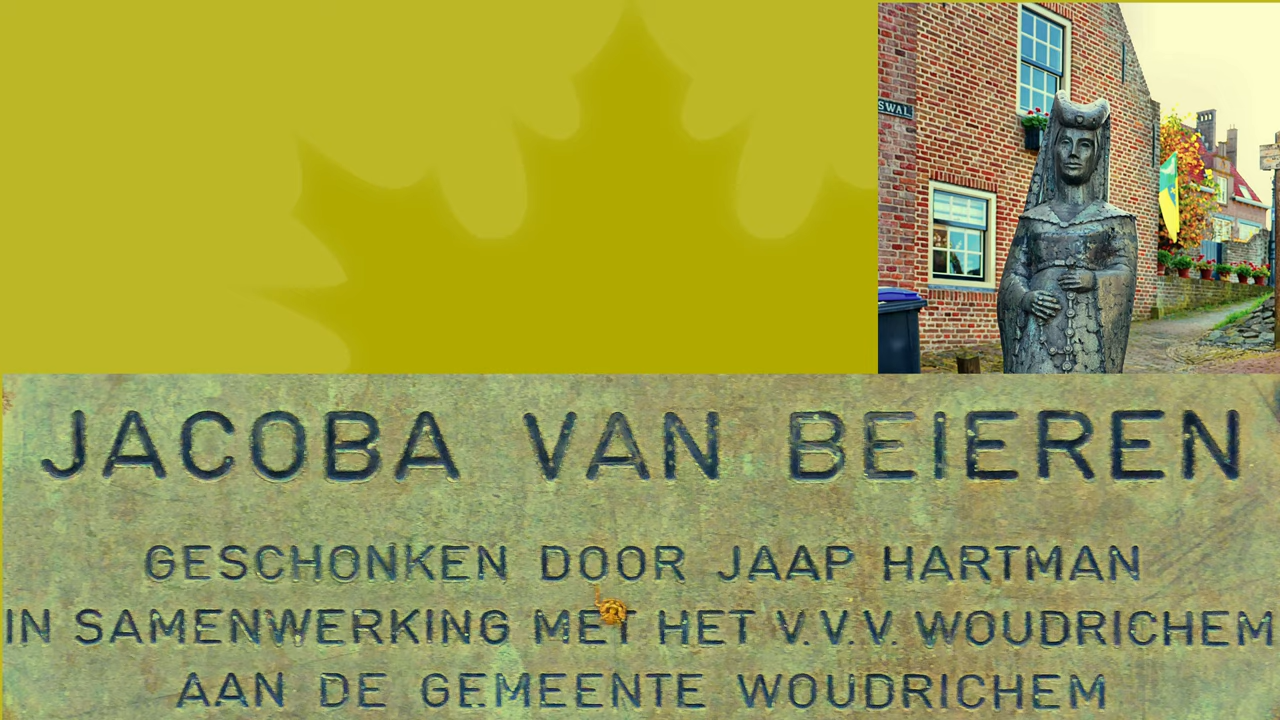 SWAL
JACOBA VAN BEIEREN
GESCHONKEN DOOR JAAP HARTMAN
IN SAMENWERKING MET HET V.V.V. WOUDRICHEM
AAN DE GEMEENTE WOUDRICHEM